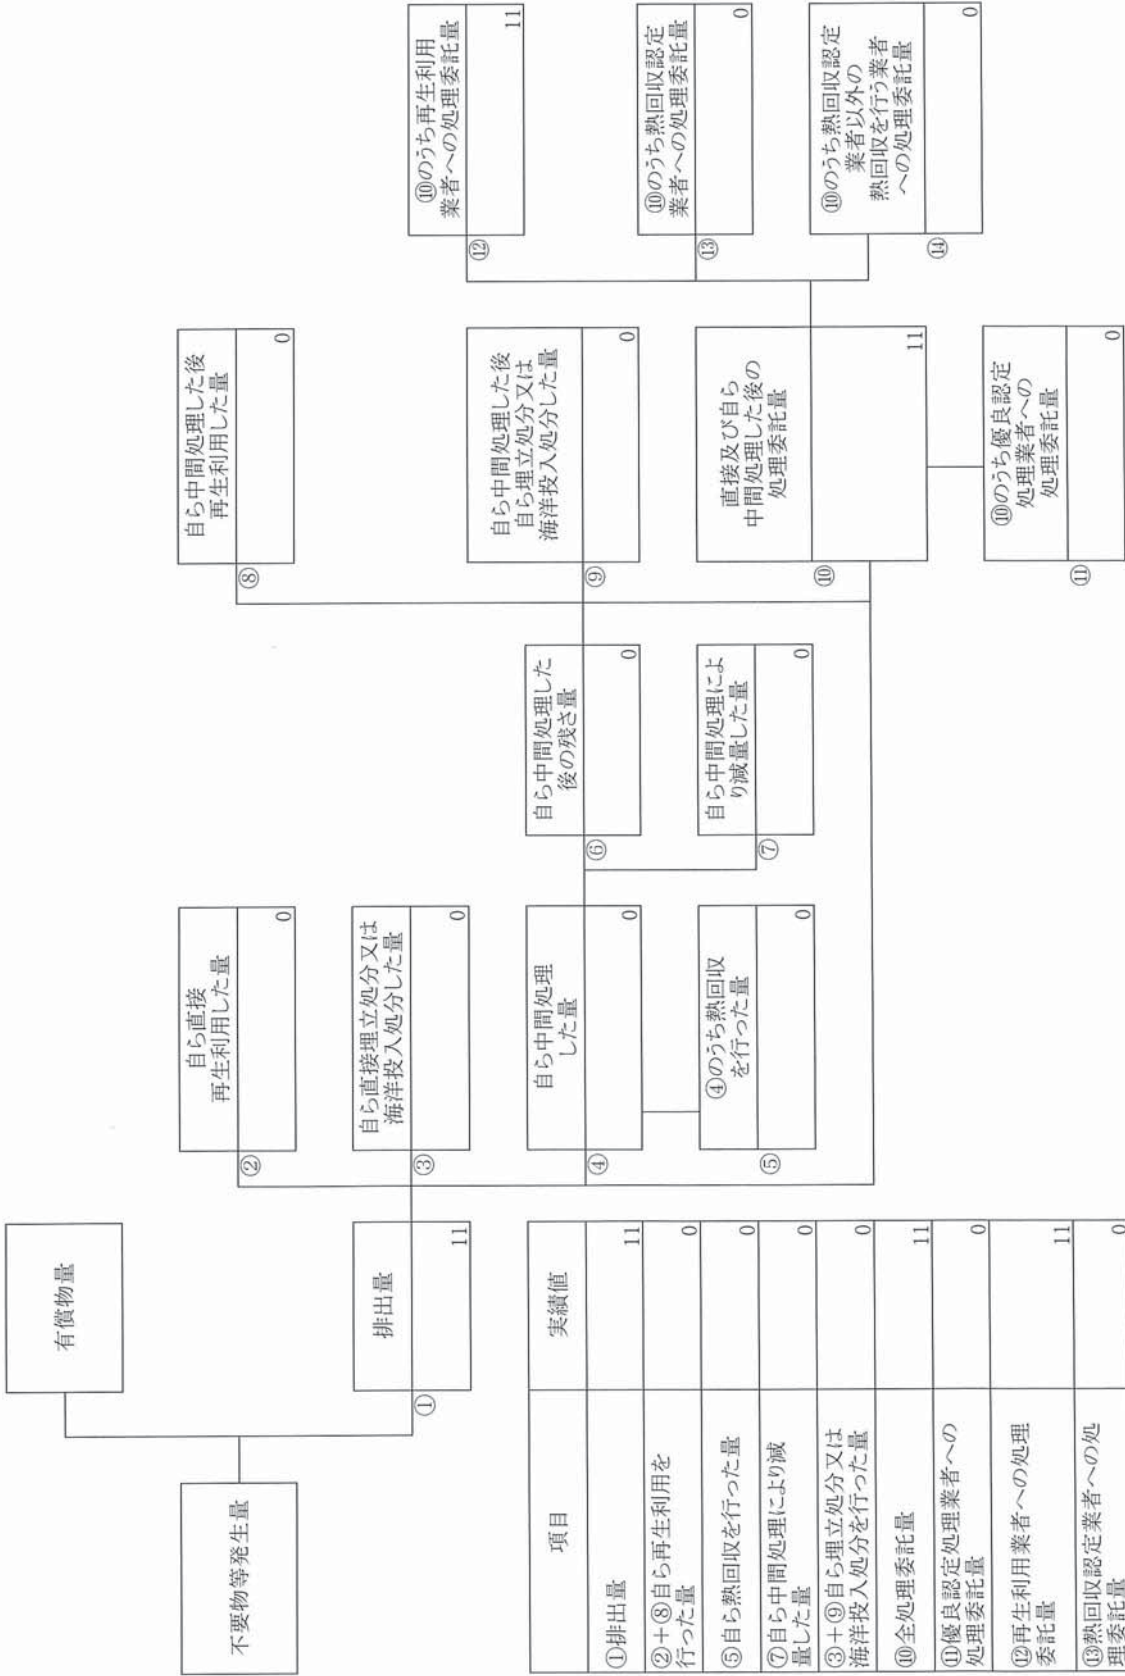 不要物等発生量
有償物量
排出量
①
11
自ら直接
再生利用した量
②
0
自ら直接埋立処分又は
海洋投入処分した量
③
0
自ら中間処理
した量
④
0
④のうち熱回収
を行った量
⑤
0
自ら中間処理した
後の残さ量
⑥
0
自ら中間処理によ
り減量した量
⑦
0
自ら中間処理した後
再生利用した量
⑧
0
自ら中間処理した後
自ら埋立処分又は
海洋投入処分した量
⑨
0
直接及び自ら
中間処理した後の
処理委託量
⑩
11
⑩のうち優良認定
処理業者への
処理委託量
⑪
0
⑩のうち再生利用
業者への処理委託量
⑫
11
⑩のうち熱回収認定
業者への処理委託量
⑬
0
⑩のうち熱回収認定
業者以外の
熱回収を行う業者
への処理委託量
⑭
0
項目 実績値
①排出量 11
②+⑧自ら再生利用を
行った量 0
⑤自ら熱回収を行った量 0
⑦自ら中間処理により減
量した量 0
③+⑨自ら埋立処分又は
海洋投入処分を行った量 0
⑩全処理委託量 11
⑪優良認定処理業者への
処理委託量 0
⑫再生利用業者への処理
委託量 11
⑬熱回収認定業者への処
理委託量 0